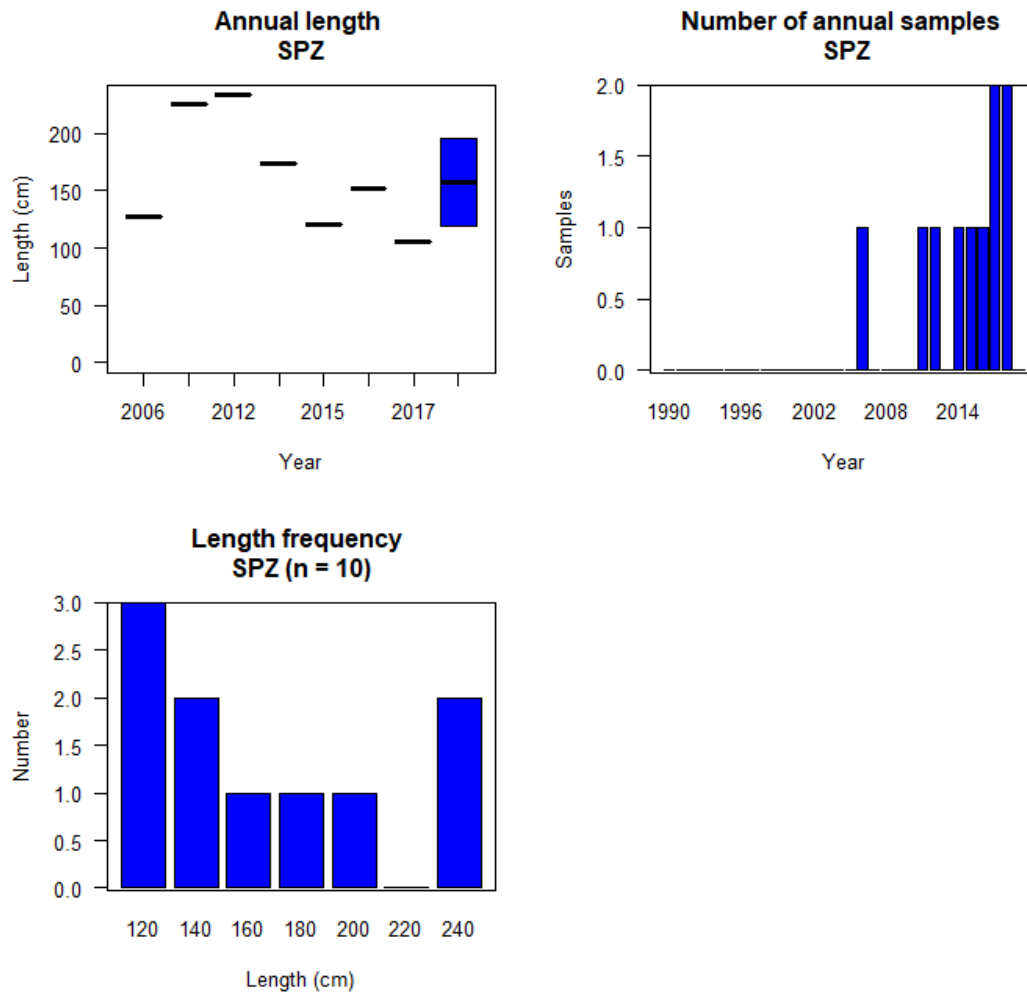 Annual length
SPZ
Length (cm)
200
150
100
50
0
2006
2012
2015
2017
Year
Number of annual samples
SPZ
Samples
2.0
1.5
1.0
0.5
0.0
1990
1996
2002
2008
2014
Year
Length frequency
SPZ (n = 10)
Number
3.0
2.5
2.0
1.5
1.0
0.5
0.0
120
140
160
180
200
220
240
Length (cm)